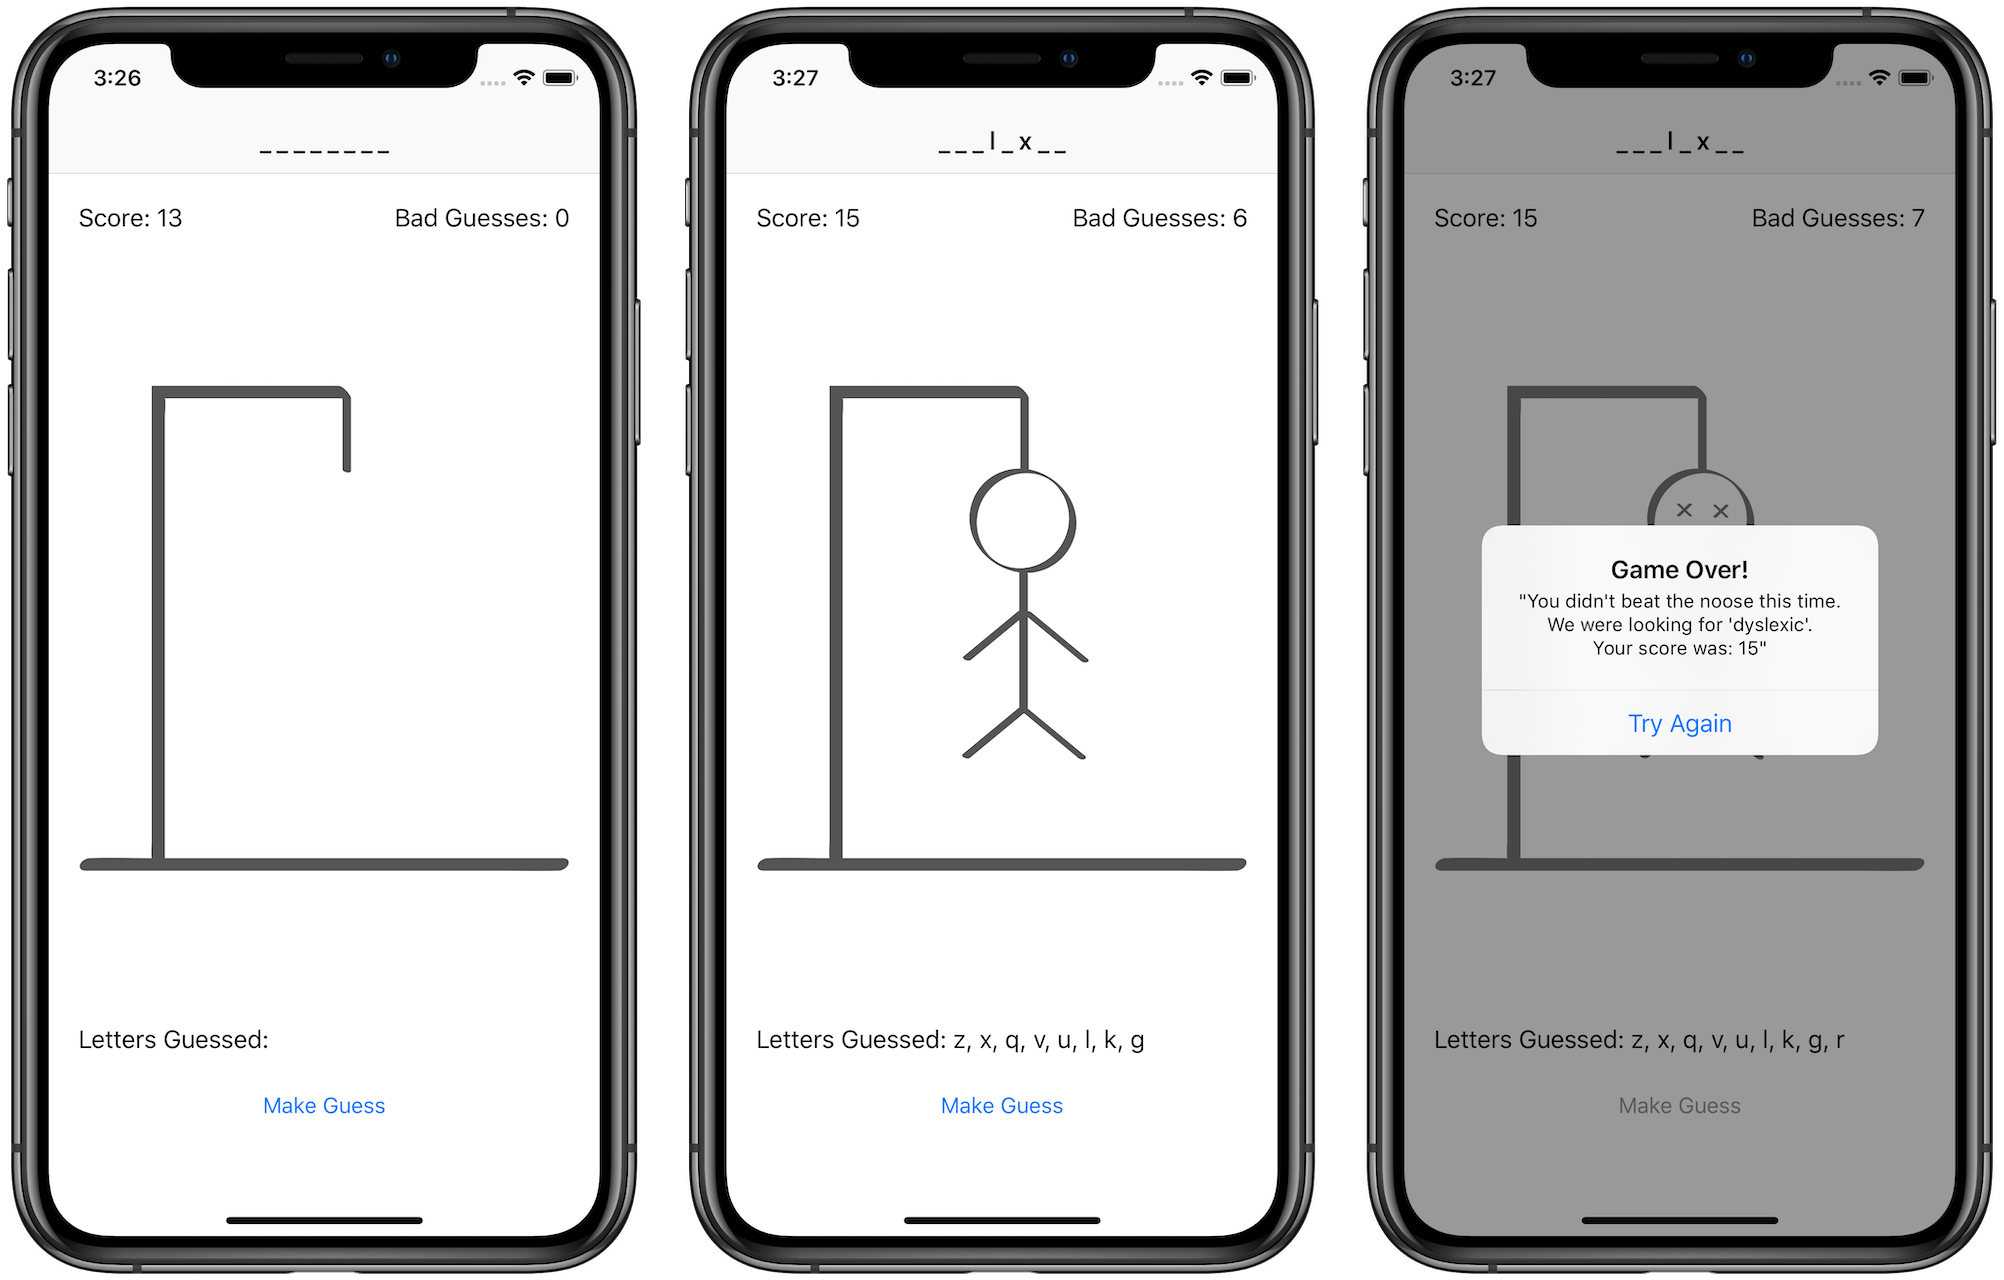 3:26
_ _ _ _ _ _ _ _
Score: 13 Bad Guesses: 0
Letters Guessed:
Make Guess
3:27
_ _ _ l _ x _ _
Score: 15 Bad Guesses: 6
Letters Guessed: z, x, q, v, u, l, k, g
Make Guess
3:27
_ _ _ l _ x _ _
Score: 15 Bad Guesses: 7
Game Over!
"You didn't beat the noose this time.
We were looking for 'dyslexic'.
Your score was: 15"
Try Again
Letters Guessed: z, x, q, v, u, l, k, g, r
Make Guess